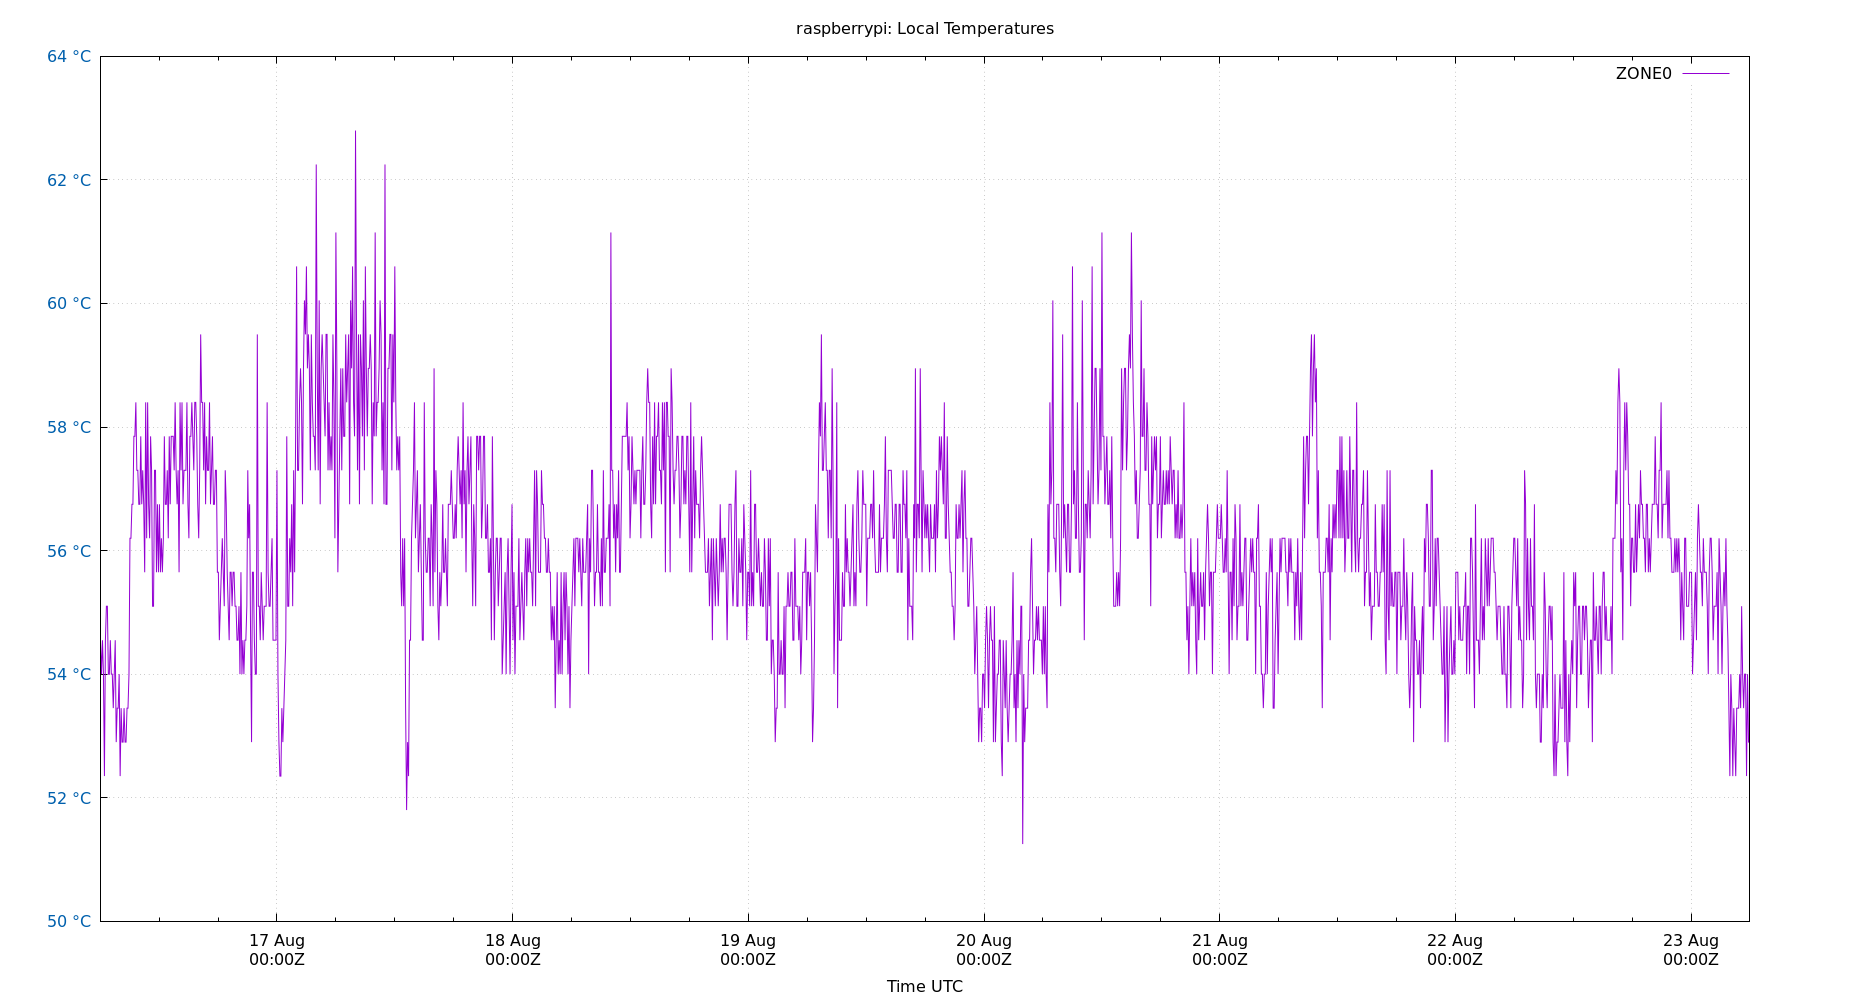 raspberrypi: Local Temperatures
64 °C
ZONE0
62 °C
60 °C
58 °C
56 °C
54 °C
52 °C
50 °C
17 Aug 18 Aug 19 Aug 20 Aug 21 Aug 22 Aug 23 Aug
00:00Z 00:00Z 00:00Z 00:00Z 00:00Z 00:00Z 00:00Z
Time UTC